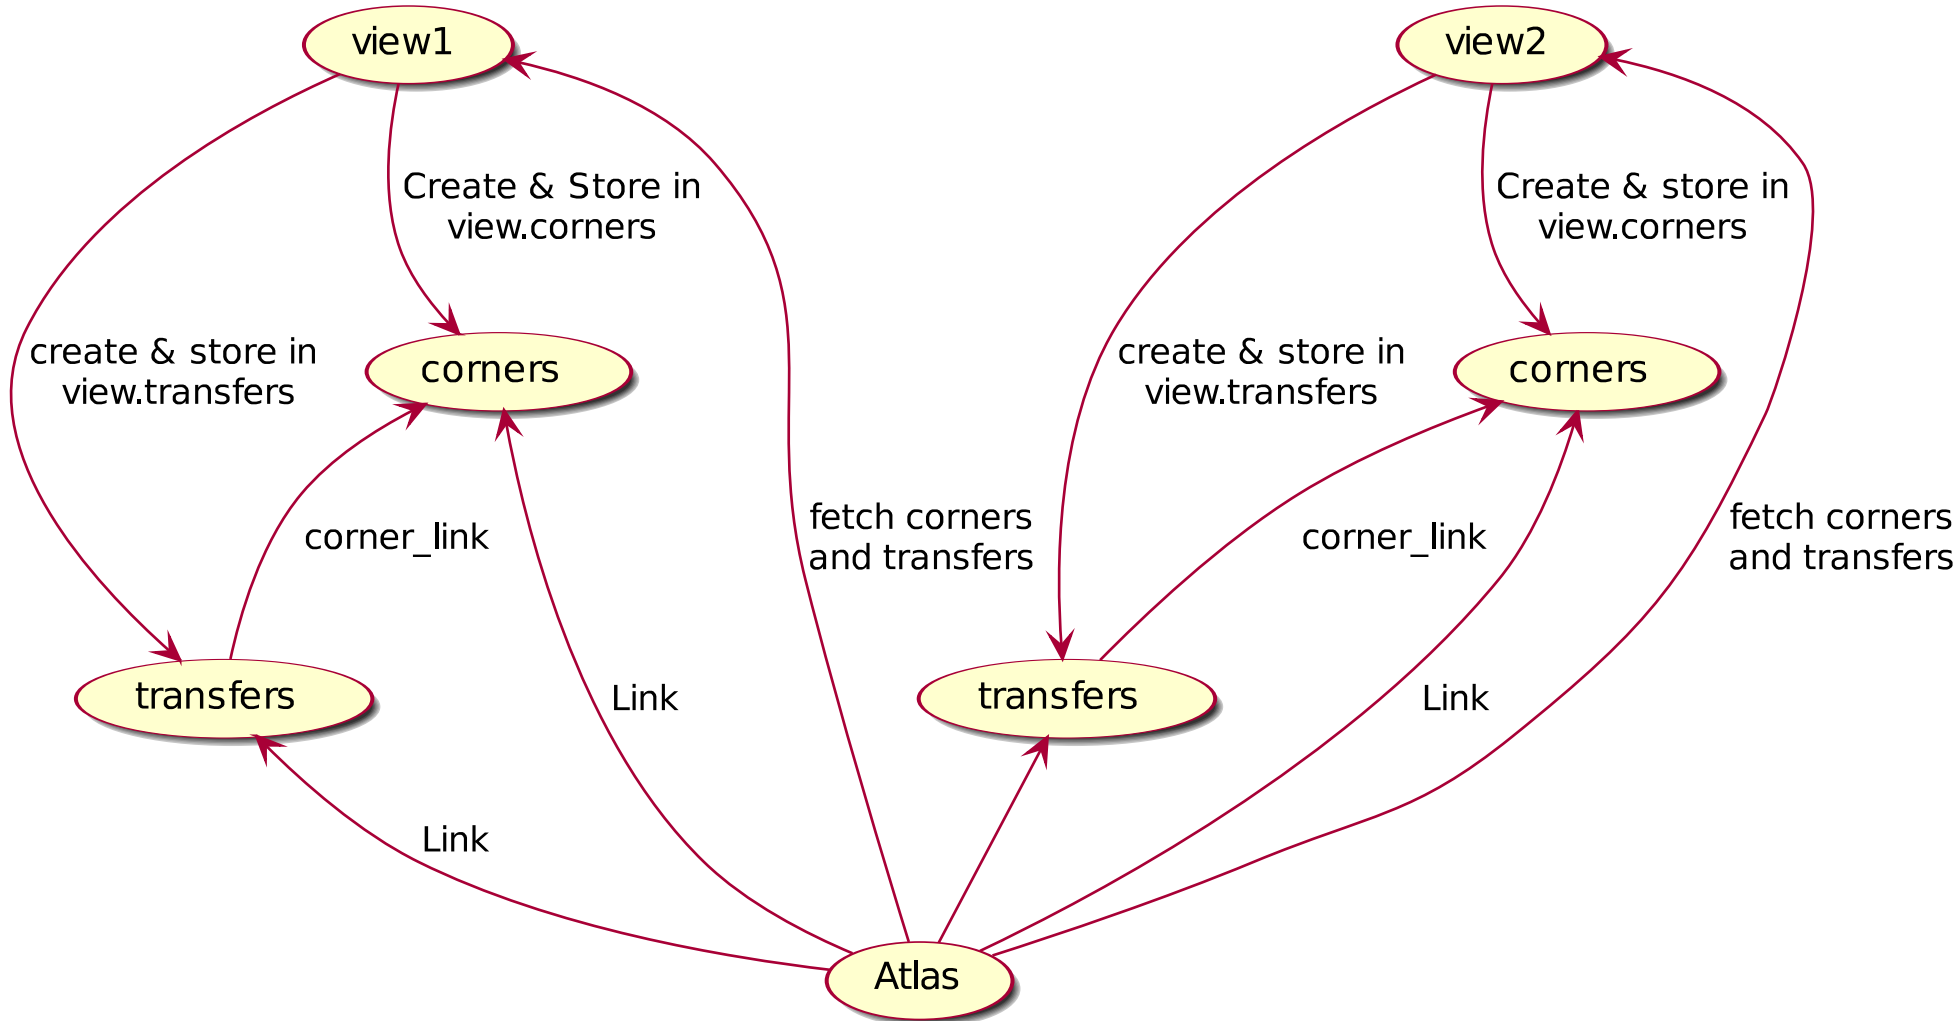 view1
view2
Create & Store in
view.corners
Create & store in
view.corners
create & store in
view.transfers
corners
create & store in
view.transfers
corners
corner_link
fetch corners
and transfers
corner_link
fetch corners
and transfers
transfers
Link
transfers
Link
Link
Atlas